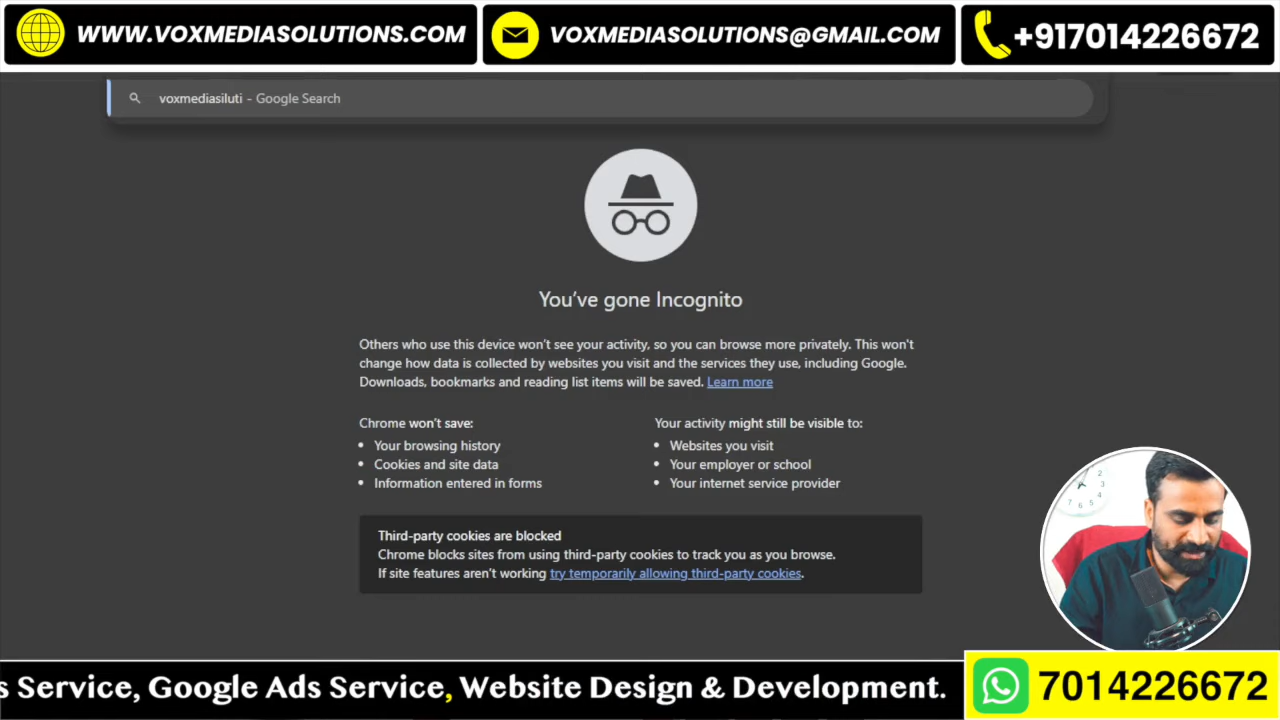 WWW.VOXMEDIASOLUTIONS.COM
VOXMEDIASOLUTIONS@GMAIL.COM
+917014226672
voxmediasiluti - Google Search
You've gone Incognito
Others who use this device won't see your activity, so you can browse more privately. This won't
change how data is collected by websites you visit and the services they use, including Google.
Downloads, bookmarks and reading list items will be saved. Learn more
Chrome won't save:
• Your browsing history
• Cookies and site data
• Information entered in forms
Your activity might still be visible to:
• Websites you visit
• Your employer or school
• Your internet service provider
Third-party cookies are blocked
Chrome blocks sites from using third-party cookies to track you as you browse.
If site features aren't working try temporarily allowing third-party cookies.
s Service, Google Ads Service, Website Design & Development.
7014226672